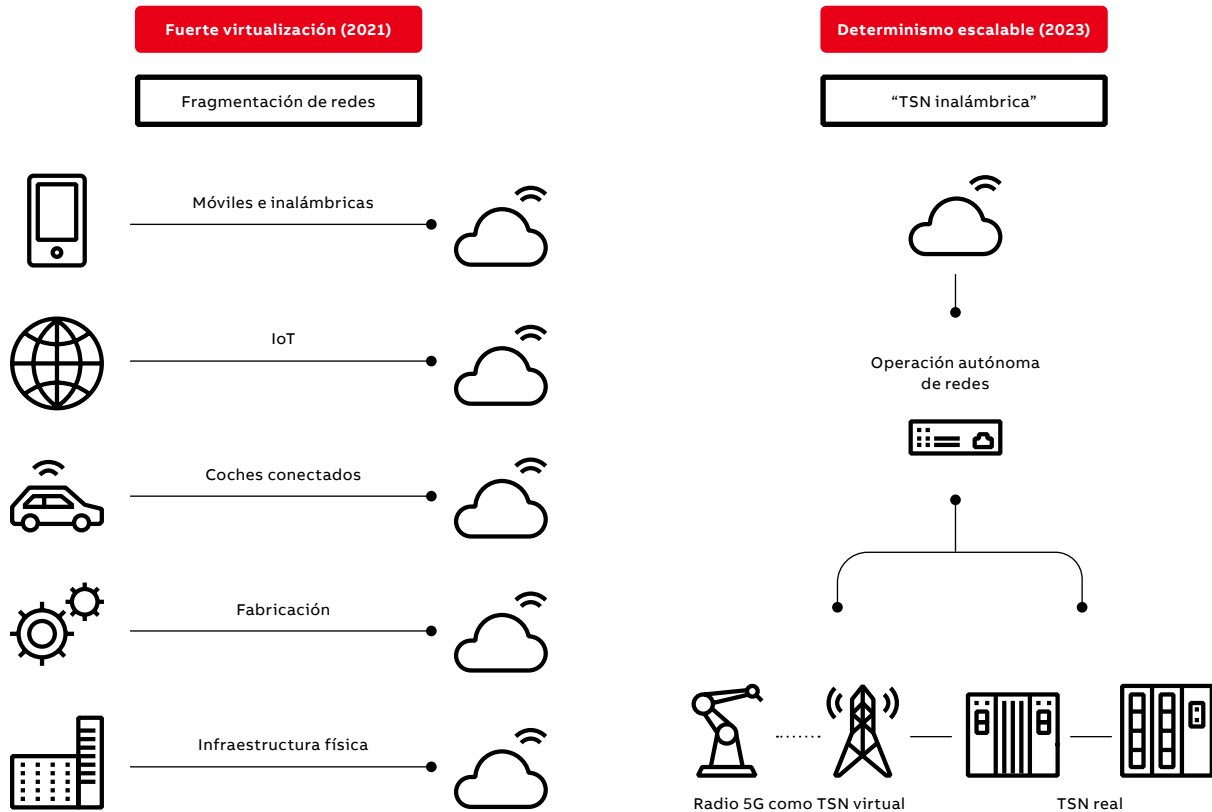 Fuerte virtualización (2021)
Fragmentación de redes
Móviles e inalámbricas
IoT
Coches conectados
Fabricación
Infraestructura física
Determinismo escalable (2023)
“TSN inalámbrica”
Operación autónoma
de redes
Radio 5G como TSN virtual
TSN real